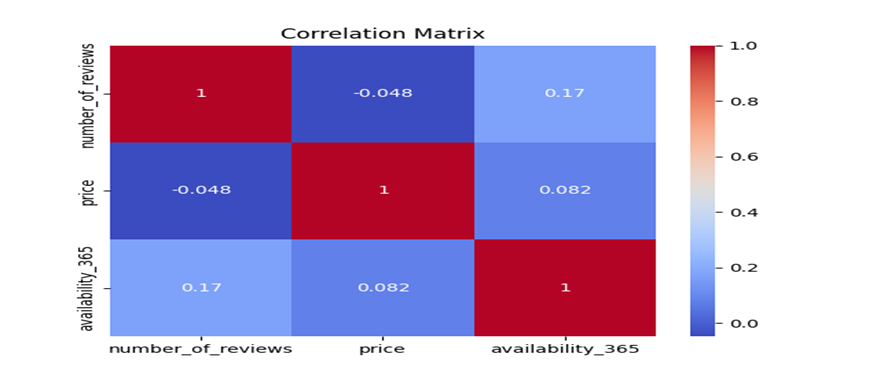 Correlation Matrix
number_of_reviews
1
-0.048
0.17
price
-0.048
1
0.082
availability_365
0.17
0.082
1
number_of_reviews
price
availability_365
1.0
0.8
0.6
0.4
0.2
0.0